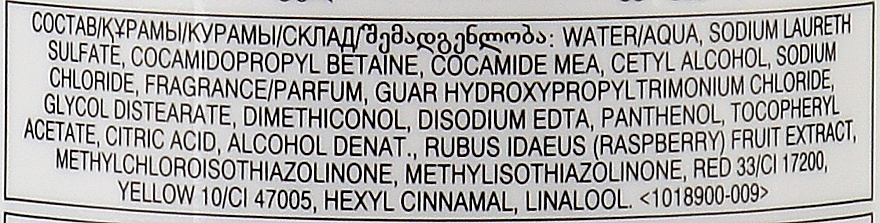 СОСТАВ/ҚҰРАМЫ/КУРАМЫ/СКЛАД/შემადგენლობა: WATER/AQUA, SODIUM LAURETH
SULFATE, COCAMIDOPROPYL BETAINE, COCAMIDE MEA, CETYL ALCOHOL, SODIUM
CHLORIDE, FRAGRANCE/PARFUM, GUAR HYDROXYPROPYLTRIMONIUM CHLORIDE,
GLYCOL DISTEARATE, DIMETHICONOL, DISODIUM EDTA, PANTHENOL, TOCOPHERYL
ACETATE, CITRIC ACID, ALCOHOL DENAT., RUBUS IDAEUS (RASPBERRY) FRUIT EXTRACT,
METHYLCHLOROISOTHIAZOLINONE, METHYLISOTHIAZOLINONE, RED 33/CI 17200,
YELLOW 10/CI 47005, HEXYL CINNAMAL, LINALOOL. <1018900-009>